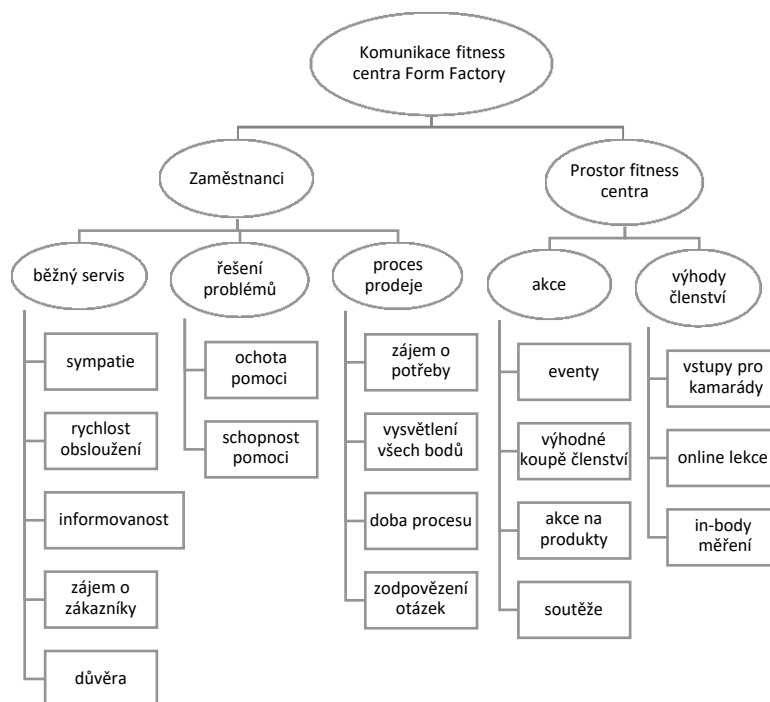 Komunikace fitness
centra Form Factory
Zaměstnanci
Prostor fitness
centra
běžný servis
řešení
problémů
proces
prodeje
akce
výhody
členství
sympatie
rychlost
obsloužení
informovanost
zájem o
zákazníky
důvěra
ochota
pomoci
schopnost
pomoci
zájem o
potřeby
vysvětlení
všech bodů
doba procesu
zodpovězení
otázek
eventy
výhodné
koupě členství
akce na
produkty
soutěže
vstupy pro
kamarády
online lekce
in-body
měření